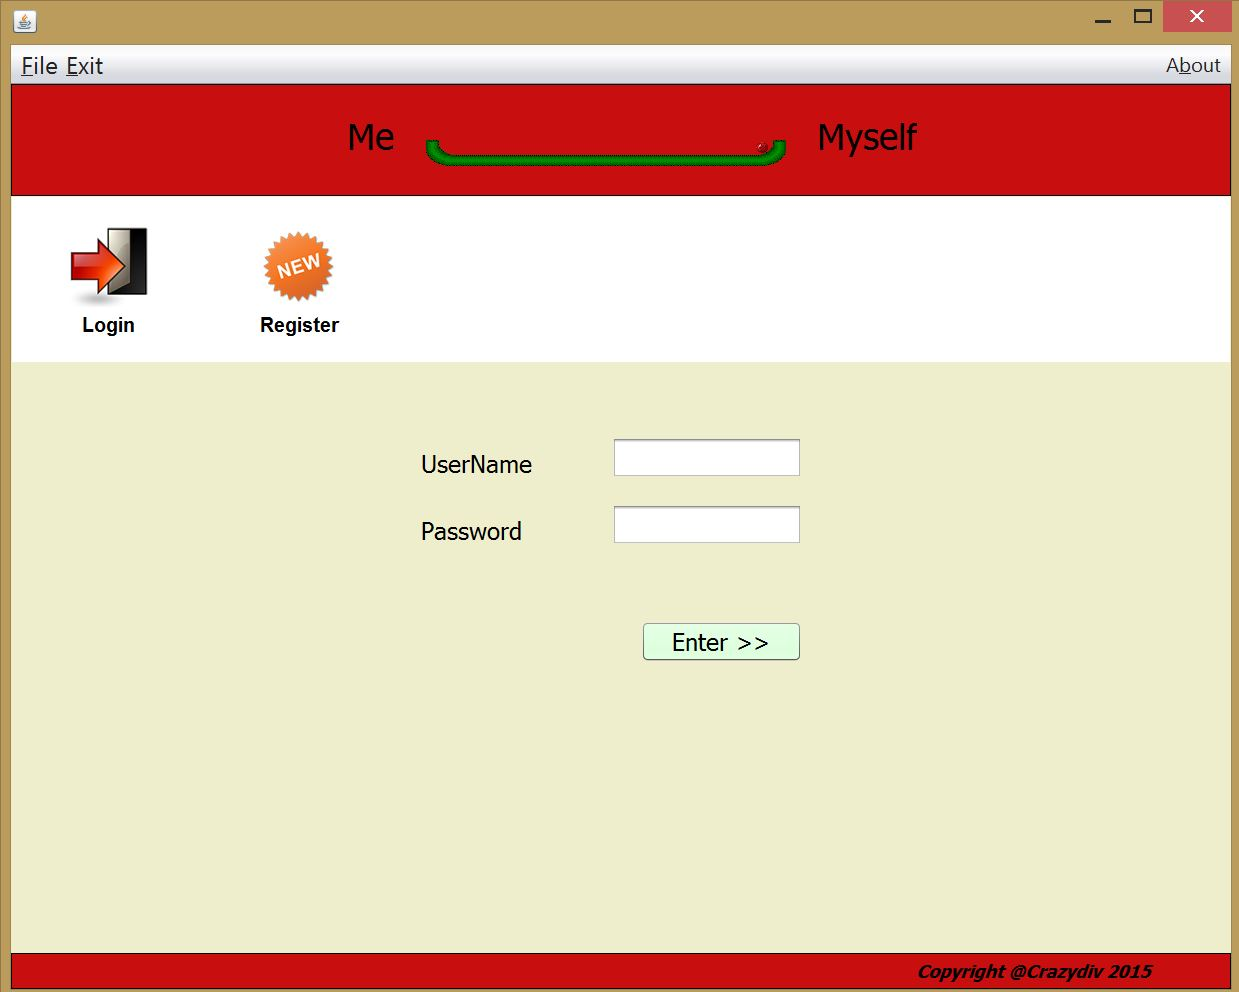 File Exit About
Me Myself
NEW
Login Register
UserName
Password
Enter >>
Copyright @Crazydiv 2015